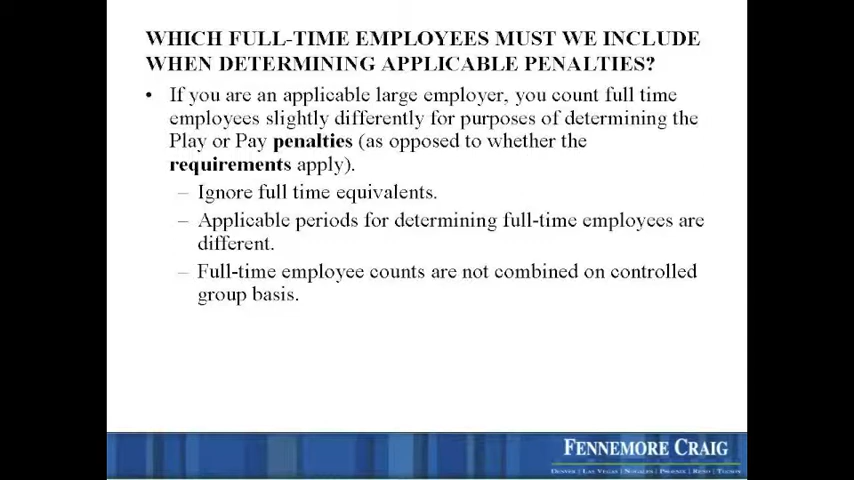 WHICH FULL-TIME EMPLOYEES MUST WE INCLUDE
WHEN DETERMINING APPLICABLE PENALTIES?
• If you are an applicable large employer, you count full time
employees slightly differently for purposes of determining the
Play or Pay penalties (as opposed to whether the
requirements apply).
– Ignore full time equivalents.
– Applicable periods for determining full-time employees are
different.
– Full-time employee counts are not combined on controlled
group basis.
FENNEMORE CRAIG
DENVER | LAS VEGAS | NOGALES | PHOENIX | RENO | TUCSON